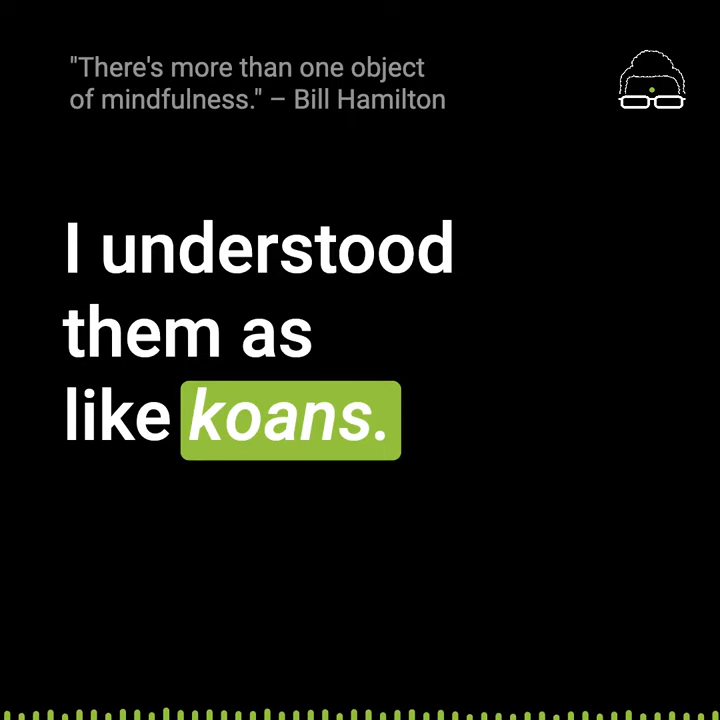 "There's more than one object
of mindfulness." – Bill Hamilton
I understood
them as
like koans.